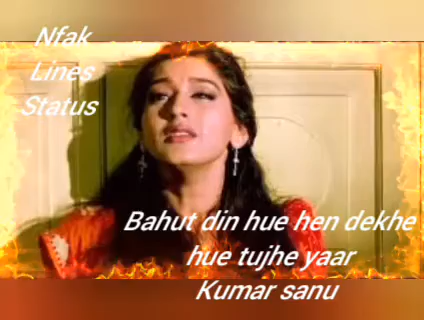 Nfak
Lines
Status
Bahut din hue hen dekhe
hue tujhe yaar
Kumar sanu